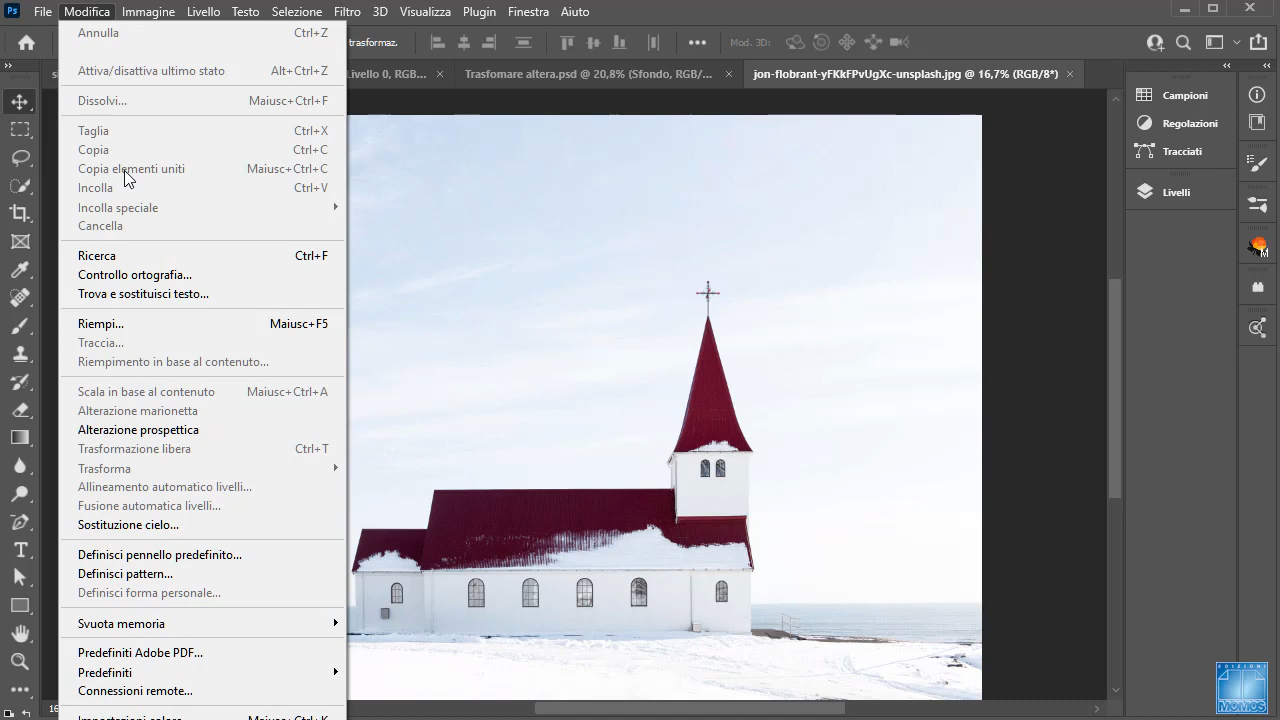 Ps File Modifica Immagine Livello Testo Selezione Filtro 3D Visualizza Plugin Finestra Aiuto
trasformaz. Mod. 3D:
Livello 0, RGB... Trasfomare altera.psd @ 20,8% (Sfondo, RGB/... jon-flobrant-yFKkFPvUgXc-unsplash.jpg @ 16,7% (RGB/8*)
Annulla Ctrl+Z
Attiva/disattiva ultimo stato Alt+Ctrl+Z
Dissolvi... Maiusc+Ctrl+F
Taglia Ctrl+X
Copia Ctrl+C
Copia elementi uniti Maiusc+Ctrl+C
Incolla Ctrl+V
Incolla speciale
Cancella
Ricerca Ctrl+F
Controllo ortografia...
Trova e sostituisci testo...
Riempi... Maiusc+F5
Traccia...
Riempimento in base al contenuto...
Scala in base al contenuto Maiusc+Ctrl+A
Alterazione marionetta
Alterazione prospettica
Trasformazione libera Ctrl+T
Trasforma
Allineamento automatico livelli...
Fusione automatica livelli...
Sostituzione cielo...
Definisci pennello predefinito...
Definisci pattern...
Definisci forma personale...
Svuota memoria
Predefiniti Adobe PDF...
Predefiniti
Connessioni remote...
Maiusc+Ctrl+K
Campioni
Regolazioni
Tracciati
Livelli
EDIZIONI
MOMOS